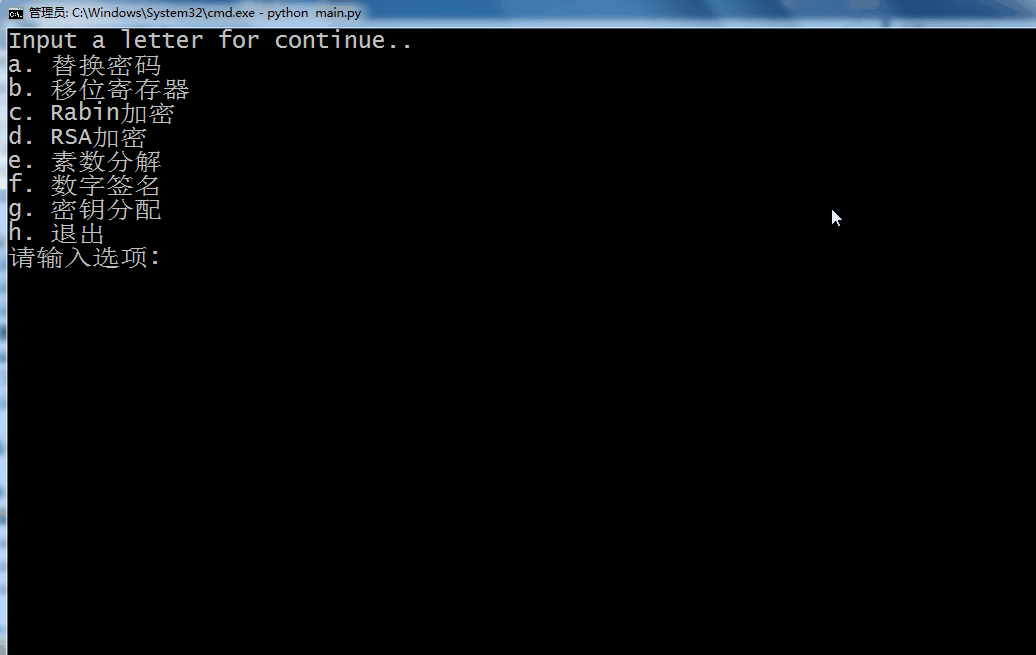 管理员: C:\Windows\System32\cmd.exe - python  main.py
Input a letter for continue..
a. 替换密码
b. 移位寄存器
c. Rabin加密
d. RSA加密
e. 素数分解
f. 数字签名
g. 密钥分配
h. 退出
请输入选项: